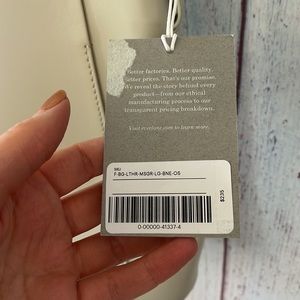 Better factories. Better quality.
Better prices. That's our promise.
We reveal the story behind every
product—from our ethical
manufacturing process to our
transparent pricing breakdown.
Visit everlane.com to learn more.
SKU
F-BG-LTHR-MSGR-LG-BNE-OS
0-00000-41337-4
$235